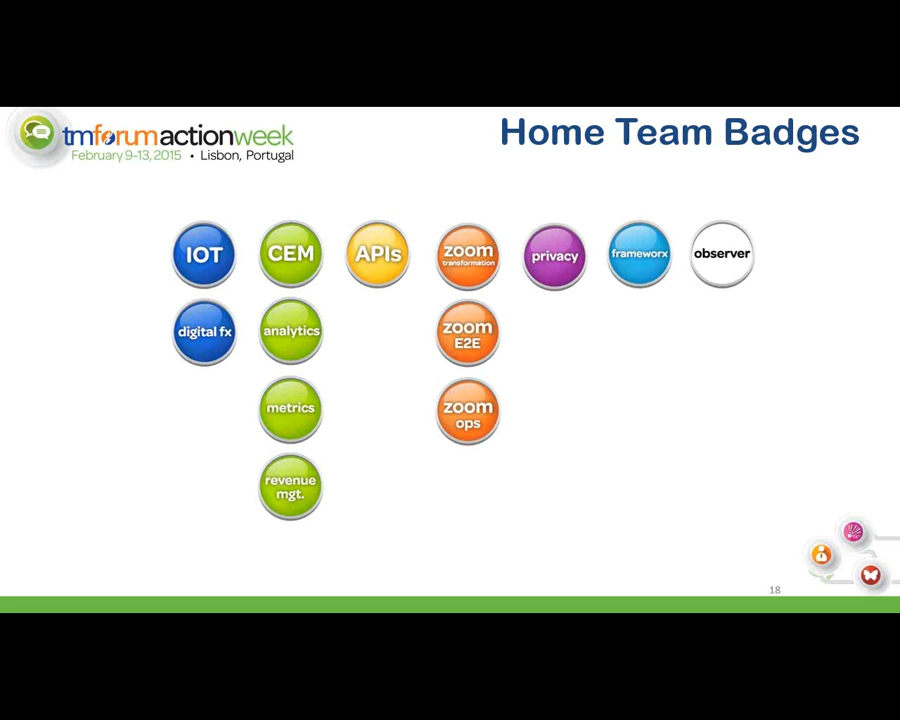 tmforumactionweek
February 9-13, 2015 • Lisbon, Portugal
Home Team Badges
IOT
CEM
APIs
zoom
transformation
privacy
frameworx
observer
digital fx
analytics
zoom
E2E
metrics
zoom
ops
revenue
mgt.
18